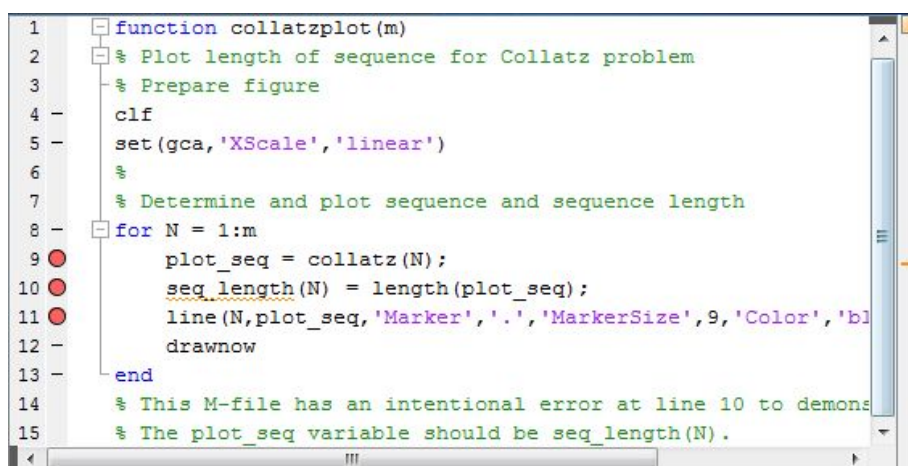 1 function collatzplot(m)
2 % Plot length of sequence for Collatz problem
3 % Prepare figure
4 - clf
5 - set(gca,'XScale','linear')
6 %
7 % Determine and plot sequence and sequence length
8 - for N = 1:m
9 plot_seq = collatz(N);
10 seq_length(N) = length(plot_seq);
11 line(N,plot_seq,'Marker','.','MarkerSize',9,'Color','bl
12 - drawnow
13 - end
14 % This M-file has an intentional error at line 10 to demons
15 % The plot_seq variable should be seq_length(N).